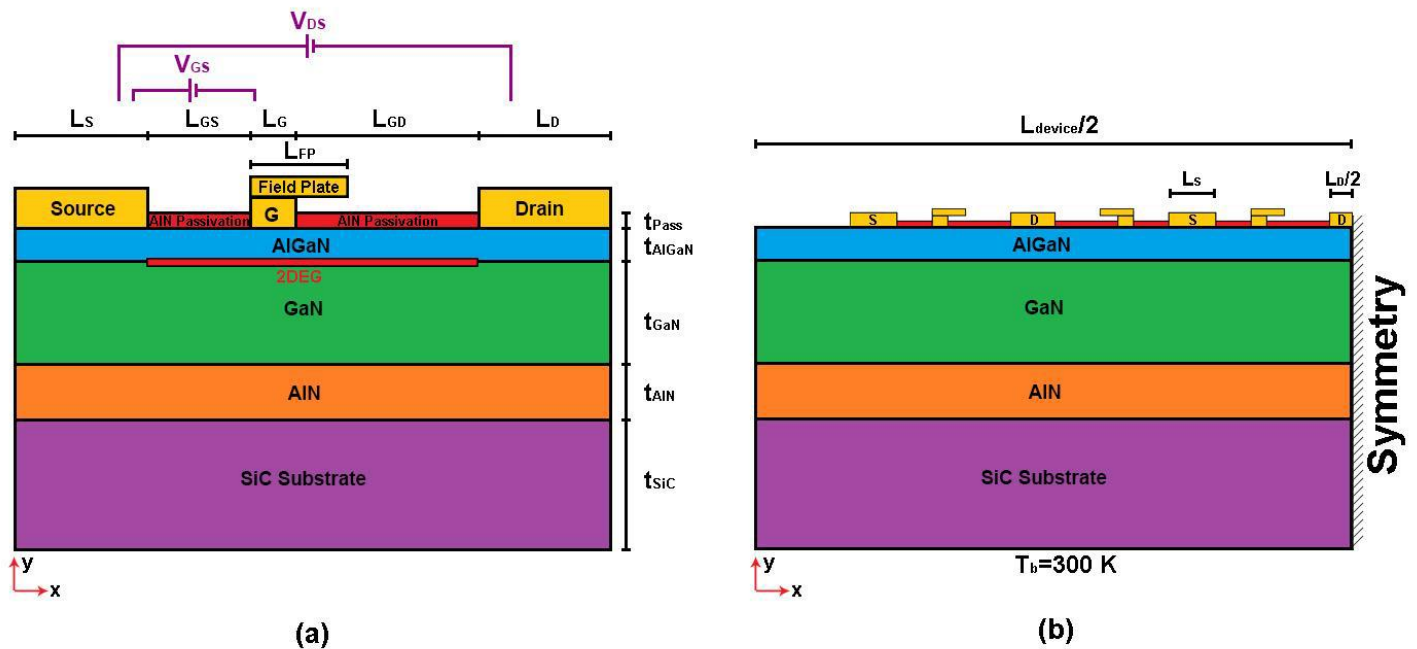 VDS
VGS
LS LGS LG LGD LD
LFP
Field Plate
Source G Drain
AlN Passivation AlN Passivation
tPass
AlGaN tAlGaN
2DEG
GaN
tGaN
AlN tAlN
SiC Substrate tSiC
y
x
(a)
Ldevice/2
LS LD/2
S D S D
AlGaN
GaN
AlN
SiC Substrate
Symmetry
Tb=300 K
y
x
(b)